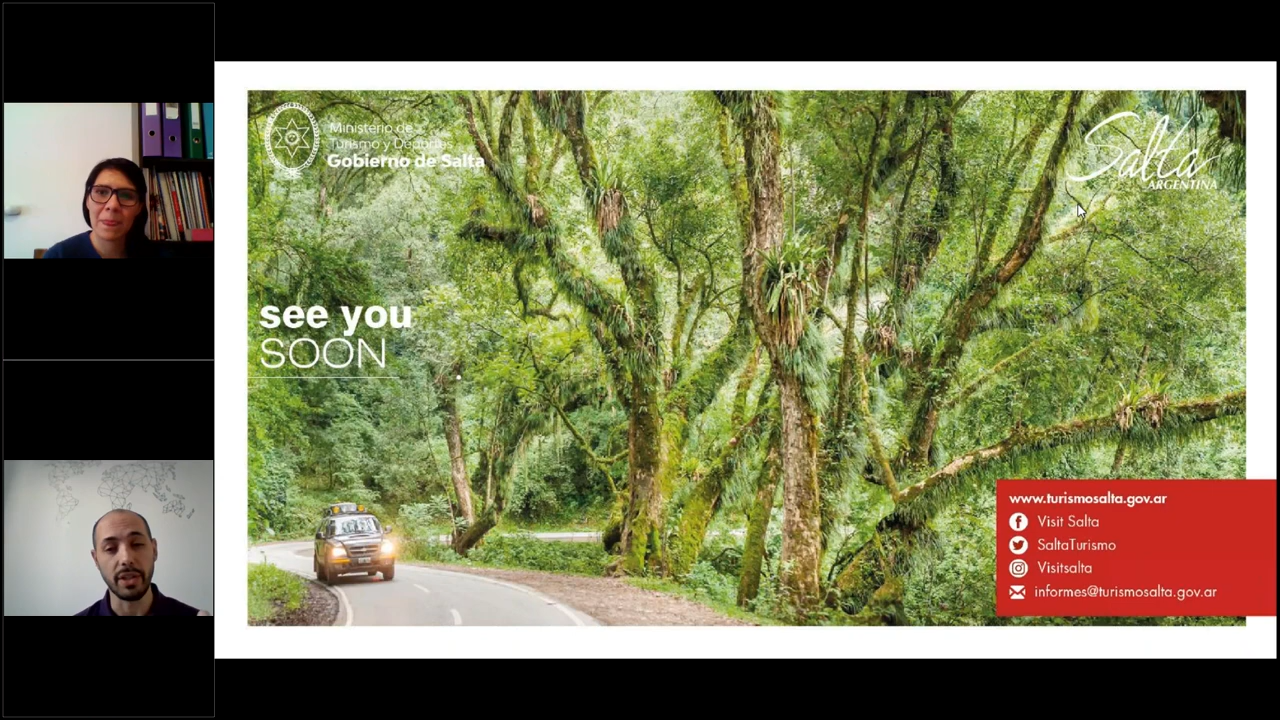 Ministerio de
Turismo y Deportes
Gobierno de Salta
Salta
ARGENTINA
see you
SOON
www.turismosalta.gov.ar
Visit Salta
SaltaTurismo
Visitsalta
informes@turismosalta.gov.ar